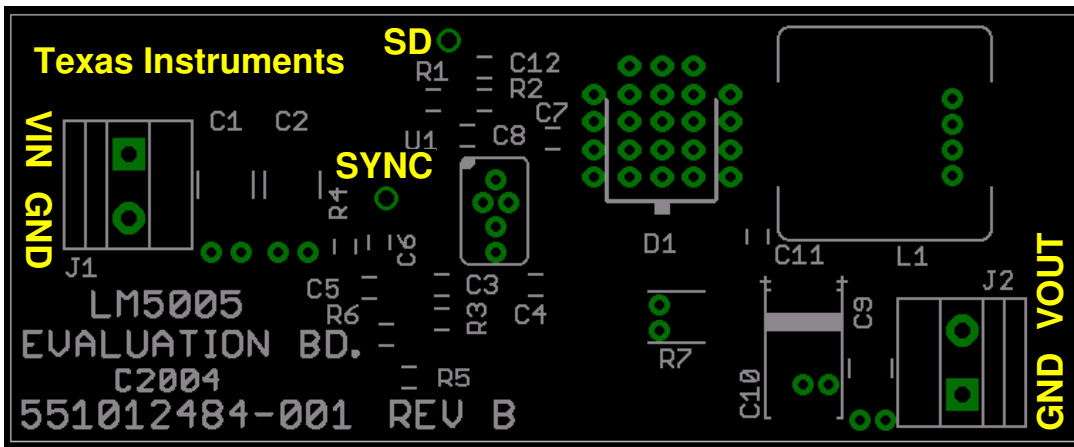 Texas Instruments
SD
R1
C12
R2
C7
C1
C2
U1
C8
SYNC
VIN
GND
R4
C6
J1
D1
C11
L1
J2
VOUT
GND
C5
C3
R6
R3
C4
C9
R7
C10
R5
LM5005
EVALUATION BD.
C2004
551012484-001 REV B